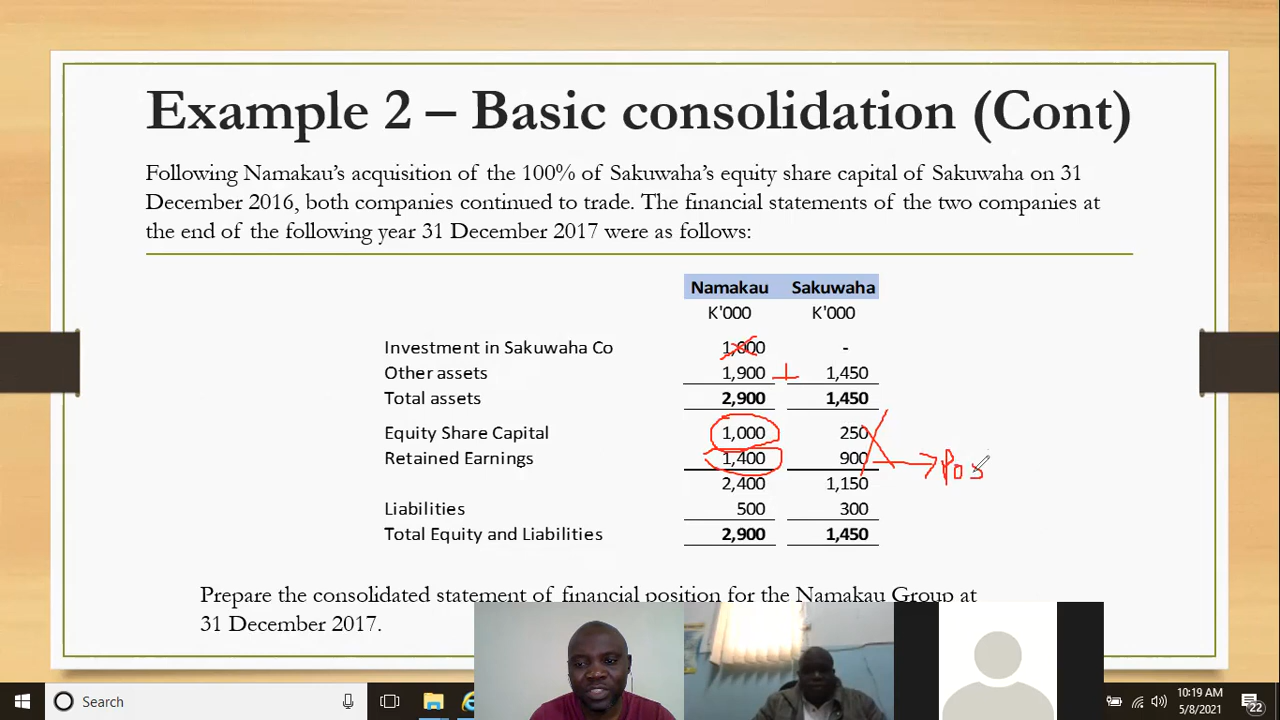 Example 2 – Basic consolidation (Cont)
Following Namakau's acquisition of the 100% of Sakuwaha's equity share capital of Sakuwaha on 31
December 2016, both companies continued to trade. The financial statements of the two companies at
the end of the following year 31 December 2017 were as follows:
Namakau Sakuwaha
K'000 K'000
Investment in Sakuwaha Co 1,000 -
Other assets 1,900 + 1,450
Total assets 2,900 1,450
Equity Share Capital 1,000 250
Retained Earnings 1,400 900 Pos
2,400 1,150
Liabilities 500 300
Total Equity and Liabilities 2,900 1,450
Prepare the consolidated statement of financial position for the Namakau Group at
31 December 2017.
Search
10:19 AM
5/8/2021
22